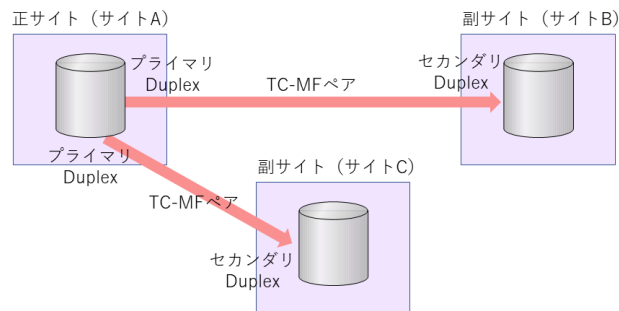 正サイト（サイトA）
副サイト（サイトB）
プライマリ
Duplex
TC-MFペア
セカンダリ
Duplex
プライマリ
Duplex
副サイト（サイトC）
TC-MFペア
セカンダリ
Duplex